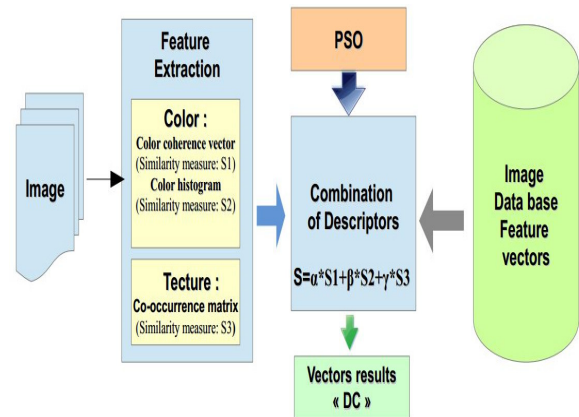 Image
Feature
Extraction
Color :
Color coherence vector
(Similarity measure: S1)
Color histogram
(Similarity measure: S2)
Tecture :
Co-occurrence matrix
(Similarity measure: S3)
PSO
Combination
of Descriptors
S=α*S1+β*S2+γ*S3
Vectors results
« DC »
Image
Data base
Feature
vectors